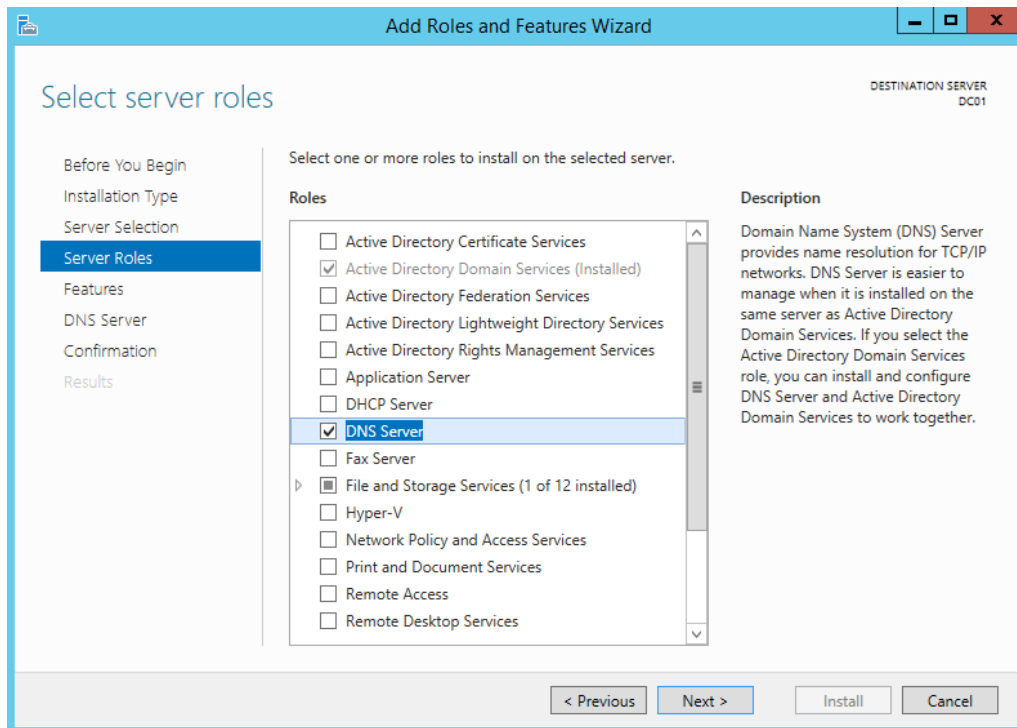 Add Roles and Features Wizard
Select server roles
DESTINATION SERVER
DC01
Before You Begin
Installation Type
Server Selection
Server Roles
Features
DNS Server
Confirmation
Results
Select one or more roles to install on the selected server.
Roles
Active Directory Certificate Services
Active Directory Domain Services (Installed)
Active Directory Federation Services
Active Directory Lightweight Directory Services
Active Directory Rights Management Services
Application Server
DHCP Server
DNS Server
Fax Server
File and Storage Services (1 of 12 installed)
Hyper-V
Network Policy and Access Services
Print and Document Services
Remote Access
Remote Desktop Services
Description
Domain Name System (DNS) Server
provides name resolution for TCP/IP
networks. DNS Server is easier to
manage when it is installed on the
same server as Active Directory
Domain Services. If you select the
Active Directory Domain Services
role, you can install and configure
DNS Server and Active Directory
Domain Services to work together.
< Previous
Next >
Install
Cancel